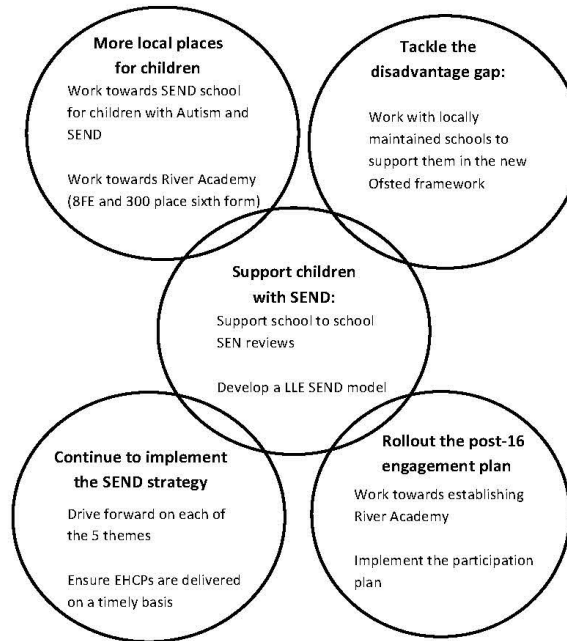 More local places
for children
Work towards SEND school
for children with Autism and
SEND
Work towards River Academy
(8FE and 300 place sixth form)
Tackle the
disadvantage gap:
Work with locally
maintained schools to
support them in the new
Ofsted framework
Support children
with SEND:
Support school to school
SEN reviews
Develop a LLE SEND model
Continue to implement
the SEND strategy
Drive forward on each of
the 5 themes
Ensure EHCPs are delivered
on a timely basis
Rollout the post-16
engagement plan
Work towards establishing
River Academy
Implement the participation
plan